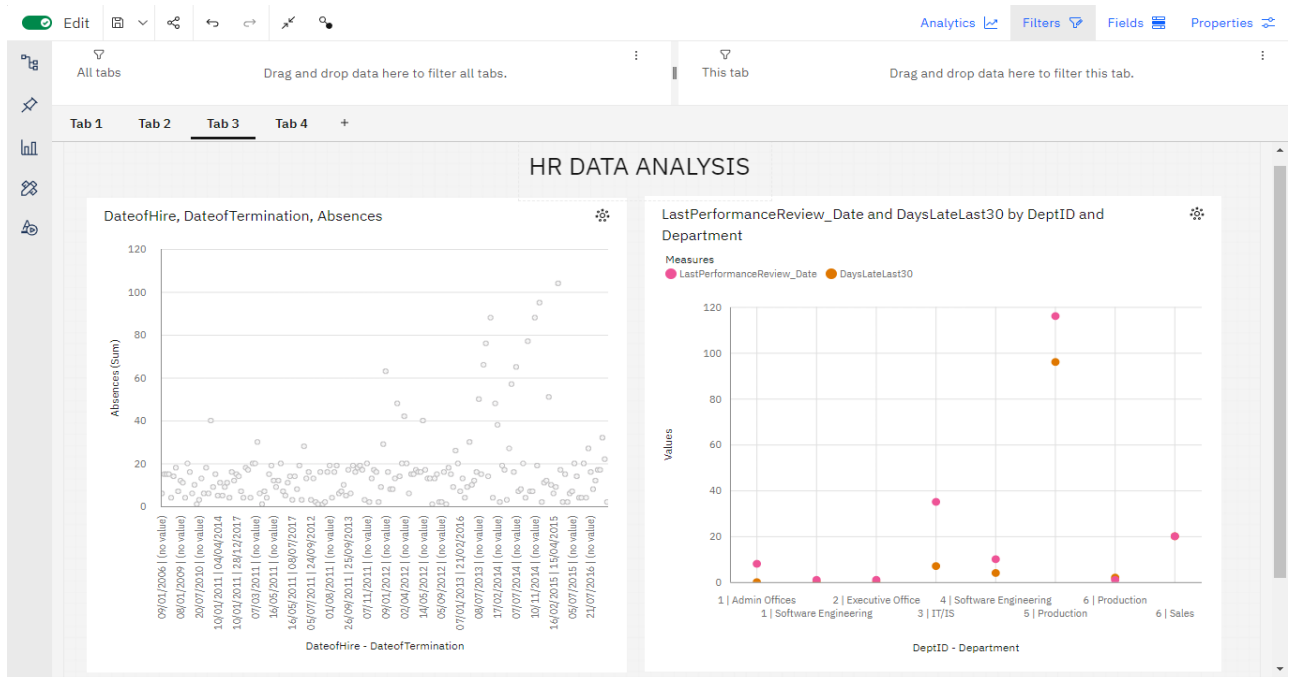 Edit
Analytics
Filters
Fields
Properties
All tabs
Drag and drop data here to filter all tabs.
This tab
Drag and drop data here to filter this tab.
Tab 1 Tab 2 Tab 3 Tab 4 +
HR DATA ANALYSIS
DateofHire, DateofTermination, Absences
120
100
80
60
40
20
0
Absences (Sum)
09/01/2006 | (no value)
08/01/2009 | (no value)
20/07/2010 | (no value)
10/01/2011 | 04/04/2014
10/01/2011 | 28/12/2017
07/03/2011 | (no value)
16/05/2011 | (no value)
16/05/2011 | 08/07/2017
05/07/2011 | 24/09/2012
01/08/2011 | (no value)
26/09/2011 | 25/09/2013
07/11/2011 | (no value)
09/01/2012 | (no value)
02/04/2012 | (no value)
14/05/2012 | (no value)
05/09/2012 | (no value)
07/01/2013 | 21/02/2016
08/07/2013 | (no value)
17/02/2014 | (no value)
07/07/2014 | (no value)
10/11/2014 | (no value)
16/02/2015 | 15/04/2015
05/07/2015 | (no value)
21/07/2016 | (no value)
DateofHire - DateofTermination
LastPerformanceReview_Date and DaysLateLast30 by DeptID and
Department
Measures
LastPerformanceReview_Date DaysLateLast30
120
100
80
60
40
20
0
Values
1 | Admin Offices
1 | Software Engineering
2 | Executive Office
3 | IT/IS
4 | Software Engineering
5 | Production
6 | Production
6 | Sales
DeptID - Department